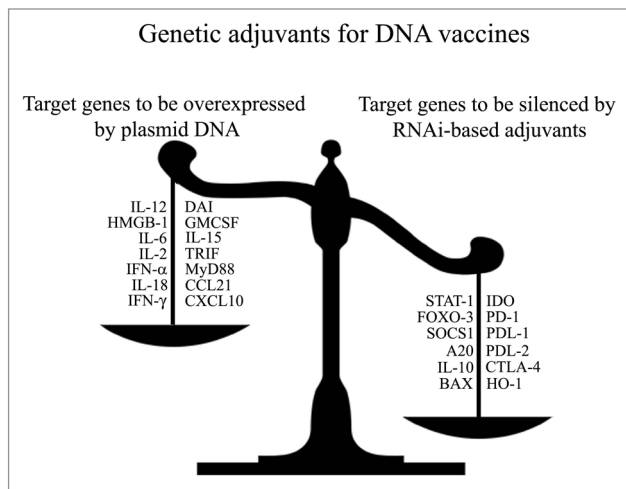 Genetic adjuvants for DNA vaccines
Target genes to be overexpressed
by plasmid DNA
Target genes to be silenced by
RNAi-based adjuvants
IL-12 DAI
HMGB-1 GMCSF
IL-6 IL-15
IL-2 TRIF
IFN-α MyD88
IL-18 CCL21
IFN-γ CXCL10
STAT-1 IDO
FOXO-3 PD-1
SOCS1 PDL-1
A20 PDL-2
IL-10 CTLA-4
BAX HO-1